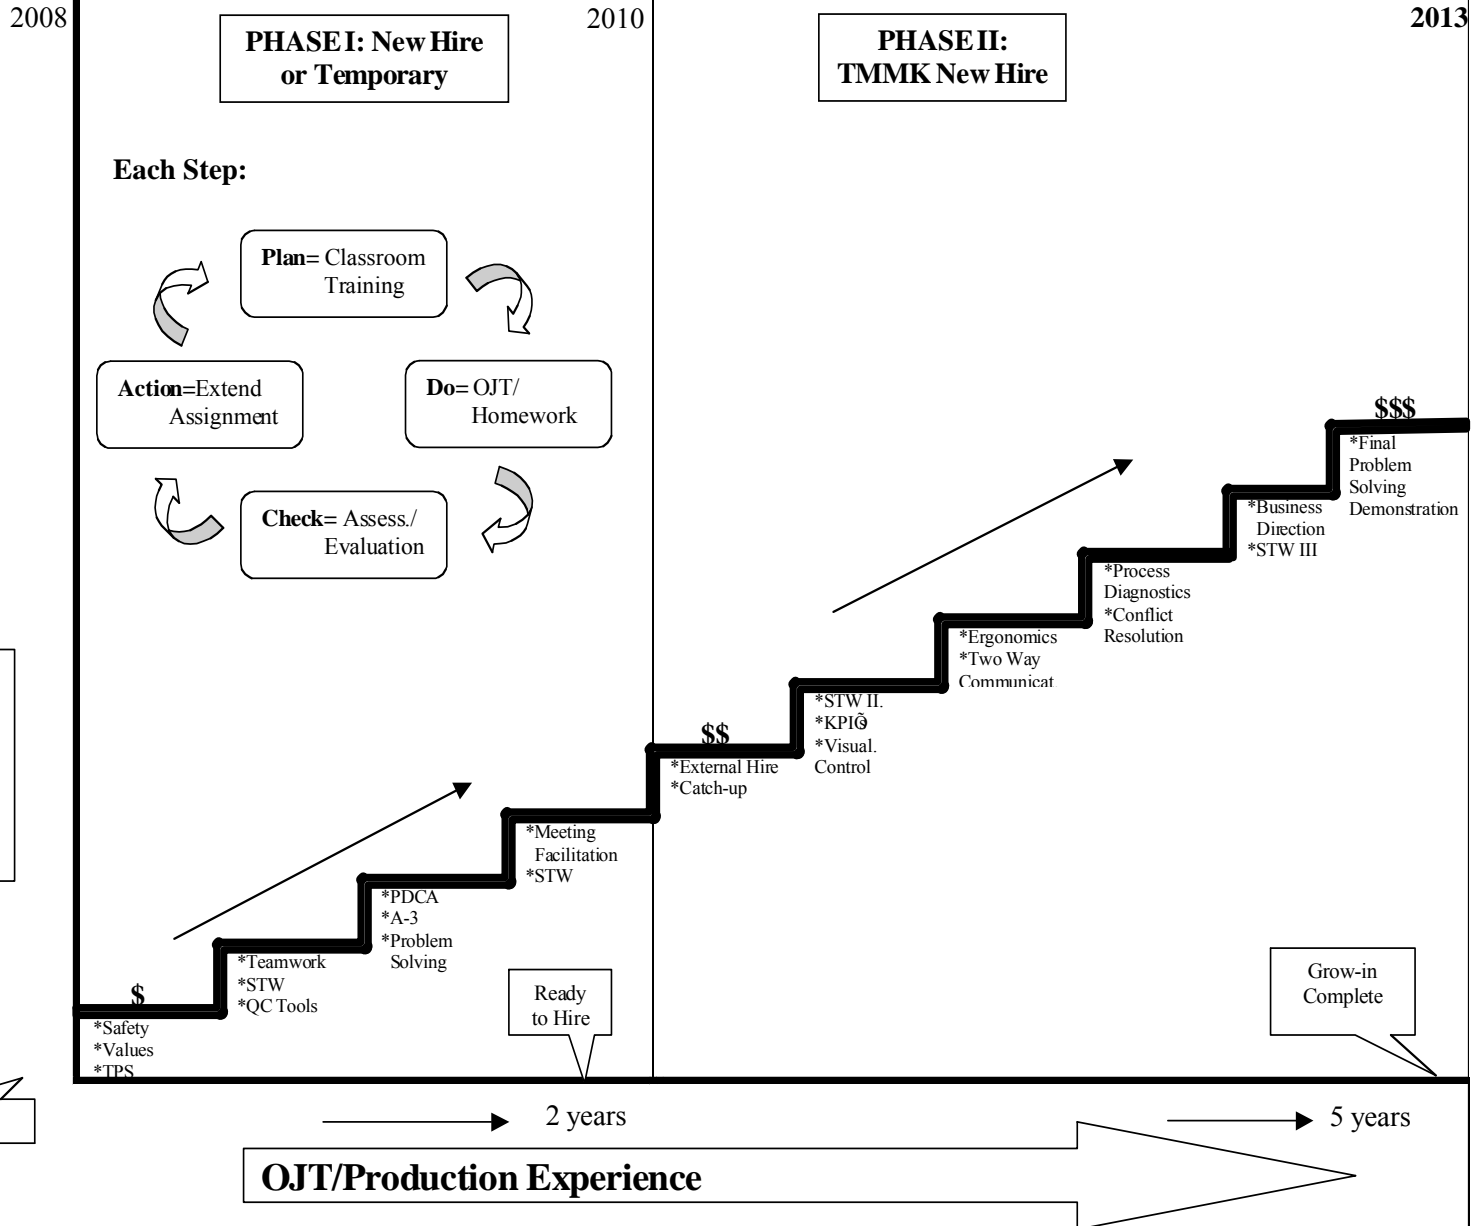 2008
2010
2013
PHASE I: New Hire
or Temporary
PHASE II:
TMMK New Hire
Each Step:
Plan= Classroom
Training
Action=Extend
Assignment
Do= OJT/
Homework
Check= Assess./
Evaluation
$$$
*Final
Problem
Solving
Demonstration
*Business
Direction
*STW III
*Process
Diagnostics
*Conflict
Resolution
*Ergonomics
*Two Way
Communicat.
*STW II.
*Visual.
Control
$$
*External Hire
*Catch-up
*Meeting
Facilitation
*STW
*PDCA
*A-3
*Problem
Solving
*Teamwork
*STW
*QC Tools
$
*Safety
*Values
*TPS
Ready
to Hire
Grow-in
Complete
2 years
5 years
OJT/Production Experience